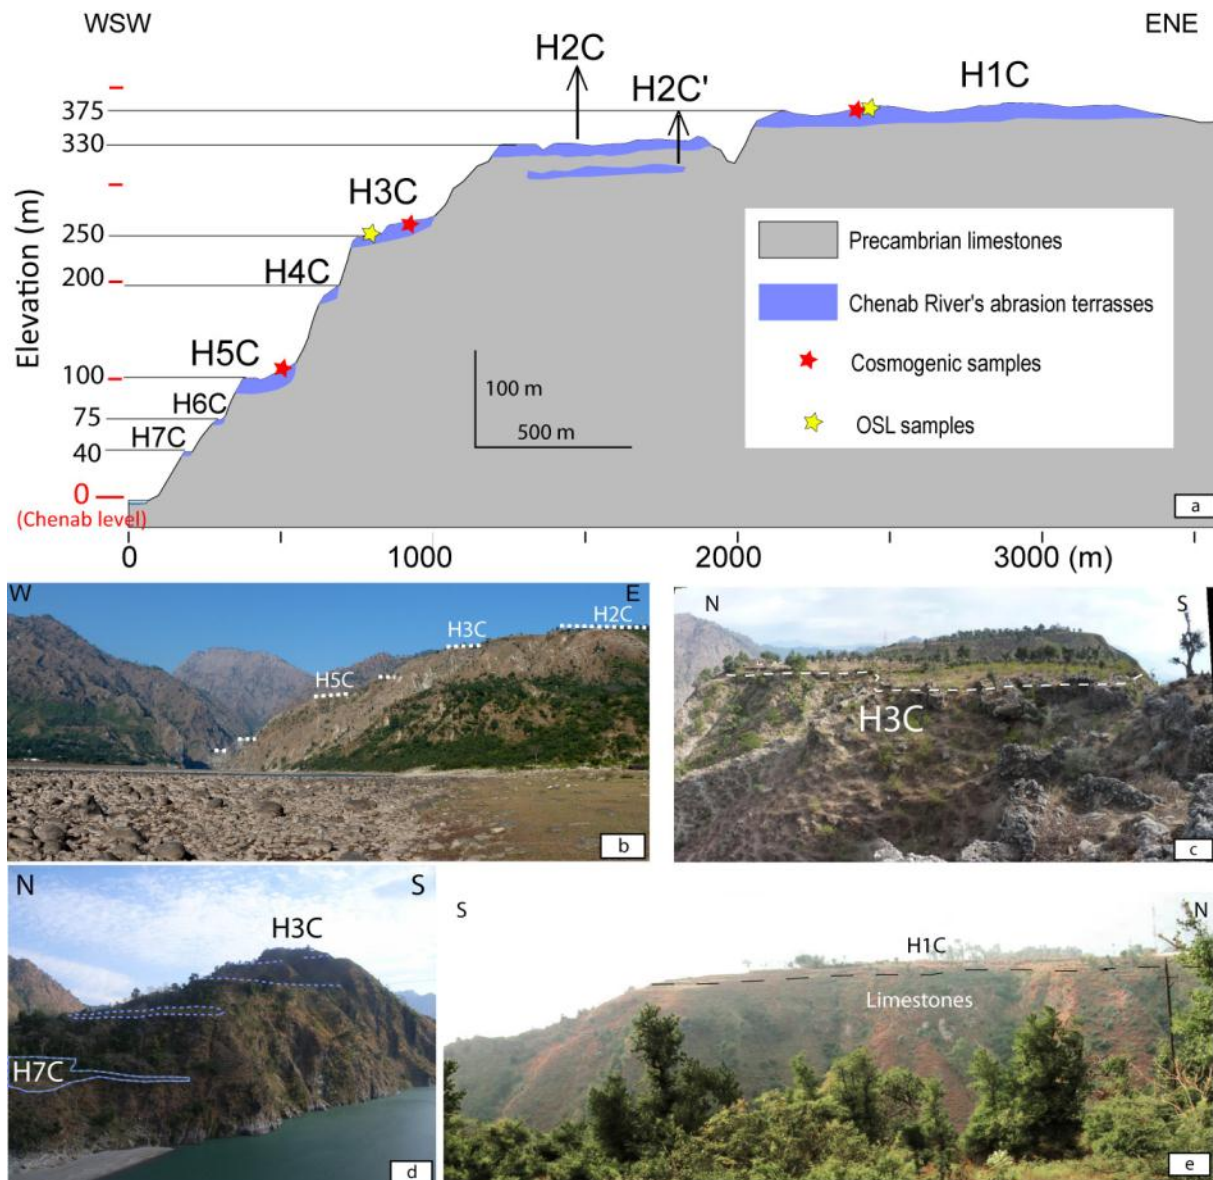 WSW
ENE
H2C
H2C'
H1C
375
330
H3C
250
H4C
200
H5C
100
H6C
75
H7C
40
0
(Chenab level)
Elevation (m)
100 m
500 m
Precambrian limestones
Chenab River's abrasion terrasses
Cosmogenic samples
OSL samples
a
0
1000
2000
3000 (m)
W
E
H2C
H3C
H5C
b
N
S
H3C
c
N
S
H3C
H7C
d
S
N
H1C
Limestones
e